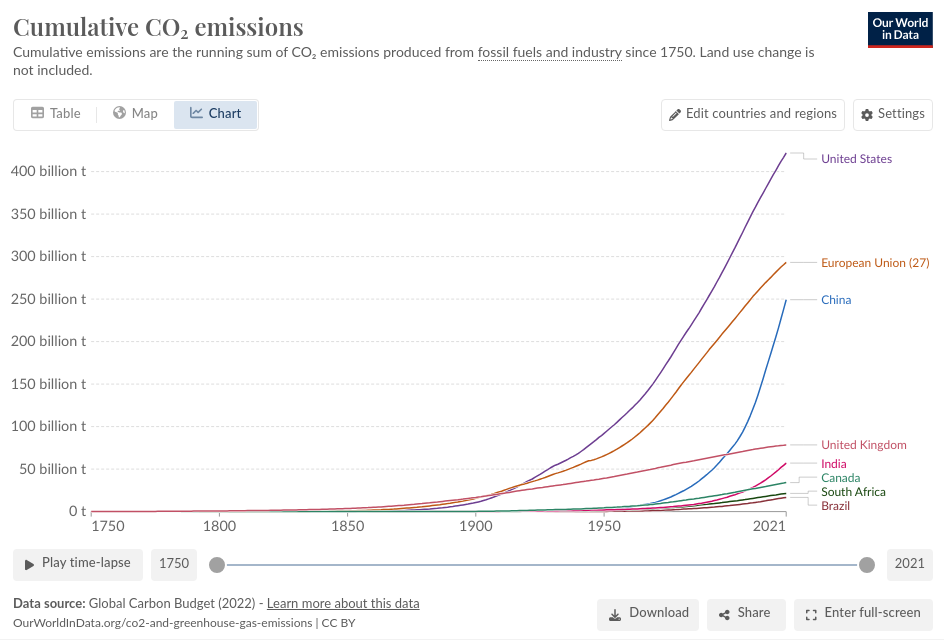 Cumulative CO₂ emissions
Our World
in Data
Cumulative emissions are the running sum of CO₂ emissions produced from fossil fuels and industry since 1750. Land use change is
not included.
Table
Map
Chart
Edit countries and regions
Settings
400 billion t
350 billion t
300 billion t
250 billion t
200 billion t
150 billion t
100 billion t
50 billion t
0 t
United States
European Union (27)
China
United Kingdom
India
Canada
South Africa
Brazil
1750 1800 1850 1900 1950 2021
Play time-lapse
1750
2021
Data source: Global Carbon Budget (2022) - Learn more about this data
OurWorldInData.org/co2-and-greenhouse-gas-emissions | CC BY
Download
Share
Enter full-screen